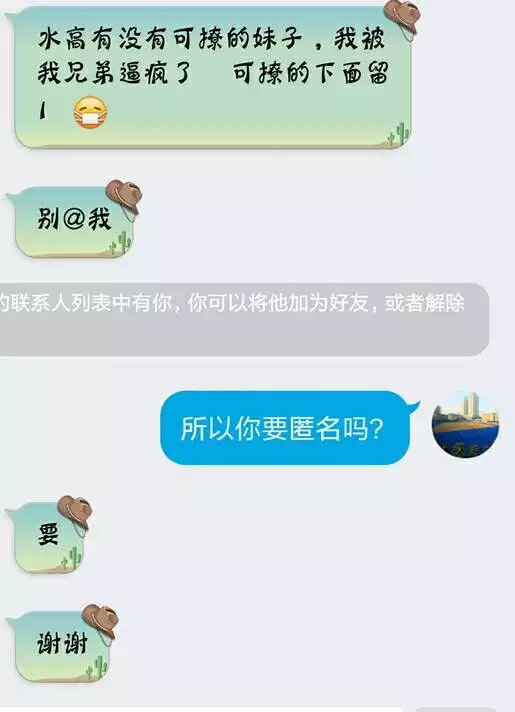 水高有没有可撩的妹子，我被
我兄弟逼疯了 可撩的下面留
1
别@我
的联系人列表中有你，你可以将他加为好友，或者解除
所以你要匿名吗？
要
谢谢